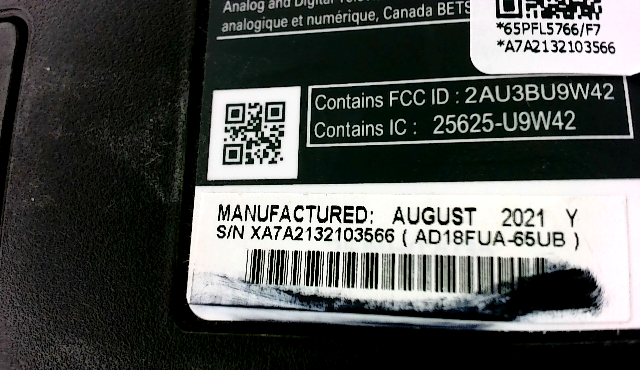 Analog and Digital
analogique et numérique, Canada BETS
*65PFL5766/F7
*A7A2132103566
Contains FCC ID : 2AU3BU9W42
Contains IC : 25625-U9W42
MANUFACTURED: AUGUST 2021 Y
S/N XA7A2132103566 ( AD18FUA-65UB )